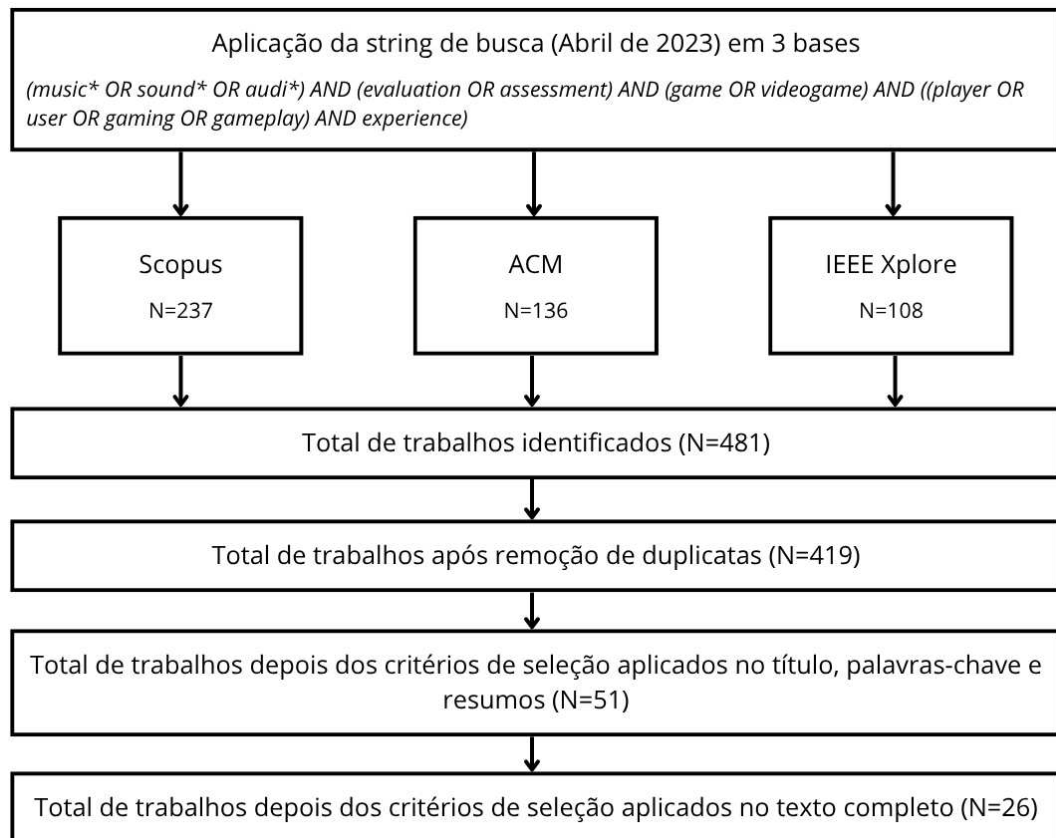 Aplicação da string de busca (Abril de 2023) em 3 bases
(music* OR sound* OR audi*) AND (evaluation OR assessment) AND (game OR videogame) AND ((player OR
user OR gaming OR gameplay) AND experience)
Scopus
N=237
ACM
N=136
IEEE Xplore
N=108
Total de trabalhos identificados (N=481)
Total de trabalhos após remoção de duplicatas (N=419)
Total de trabalhos depois dos critérios de seleção aplicados no título, palavras-chave e
resumos (N=51)
Total de trabalhos depois dos critérios de seleção aplicados no texto completo (N=26)